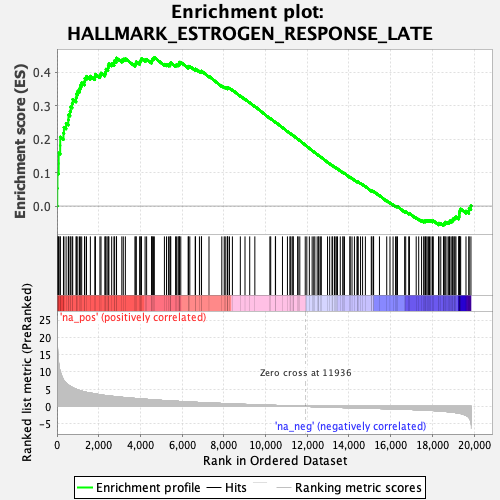 Enrichment plot:
HALLMARK_ESTROGEN_RESPONSE_LATE
Enrichment score (ES)
0.4
0.3
0.2
0.1
0.0
'na_pos' (positively correlated)
Ranked list metric (PreRanked)
25
20
15
10
5
0
-5
Zero cross at 11936
'na_neg' (negatively correlated)
0
2,000
4,000
6,000
8,000
10,000
12,000
14,000
16,000
18,000
20,000
Rank in Ordered Dataset
Enrichment profile
Hits
Ranking metric scores